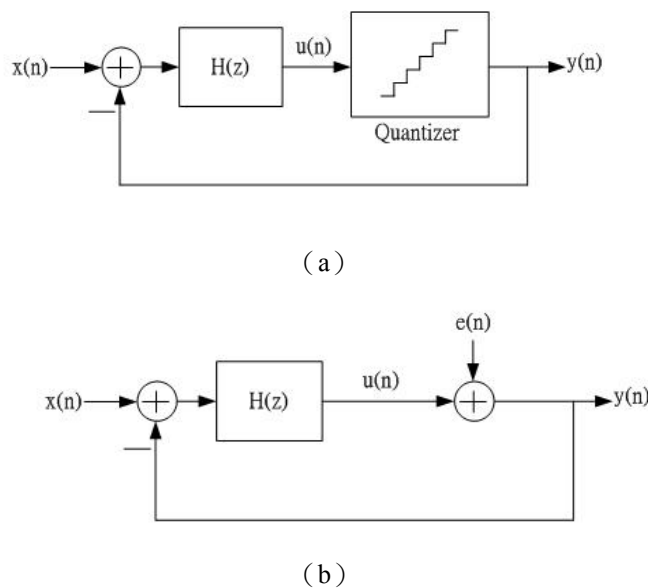 x(n)
H(z)
u(n)
Quantizer
y(n)
(a)
e(n)
x(n)
H(z)
u(n)
y(n)
(b)